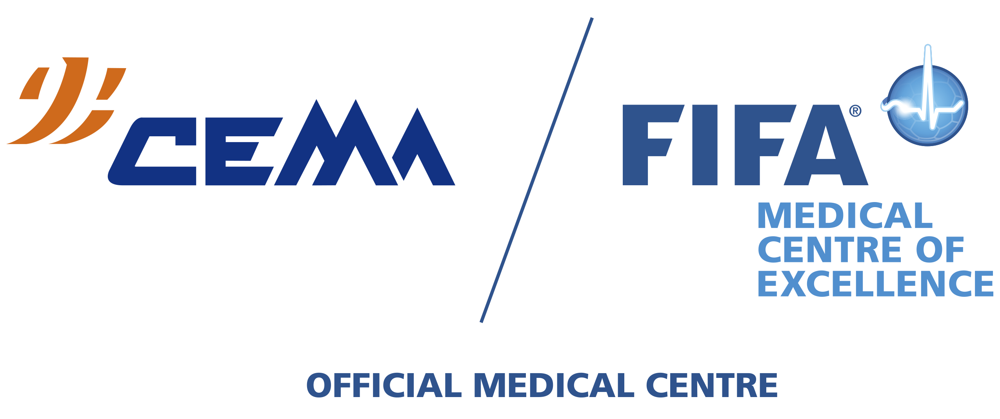 CEMA
FIFA®
MEDICAL
CENTRE OF
EXCELLENCE
OFFICIAL MEDICAL CENTRE